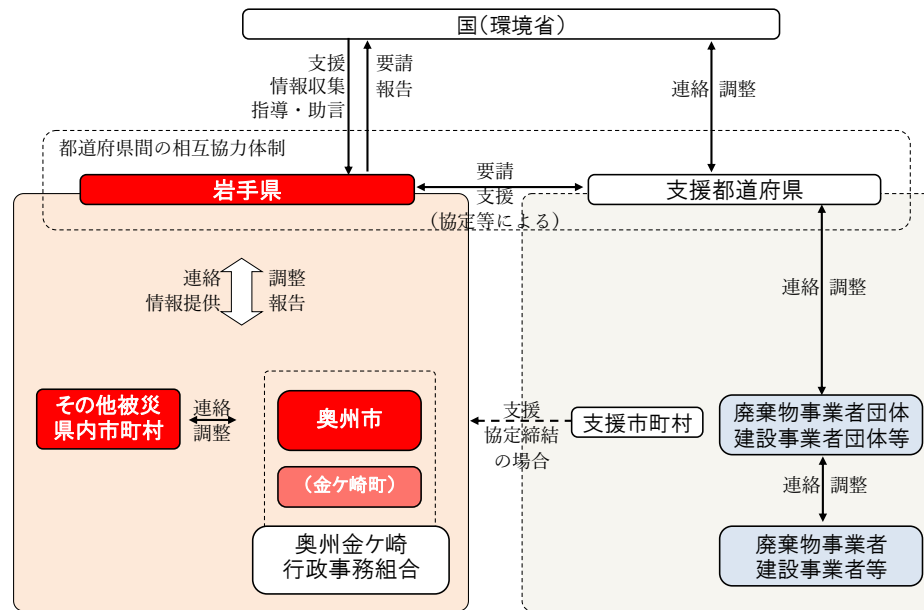 国(環境省)
支援
情報収集
指導・助言
要請
報告
連絡
調整
都道府県間の相互協力体制
岩手県
要請
支援
(協定等による)
支援都道府県
連絡
情報提供
調整
報告
連絡
調整
その他被災
県内市町村
連絡
調整
奥州市
(金ケ崎町)
奥州金ケ崎
行政事務組合
支援
協定締結
の場合
支援市町村
廃棄物事業者団体
建設事業者団体等
連絡
調整
廃棄物事業者
建設事業者等